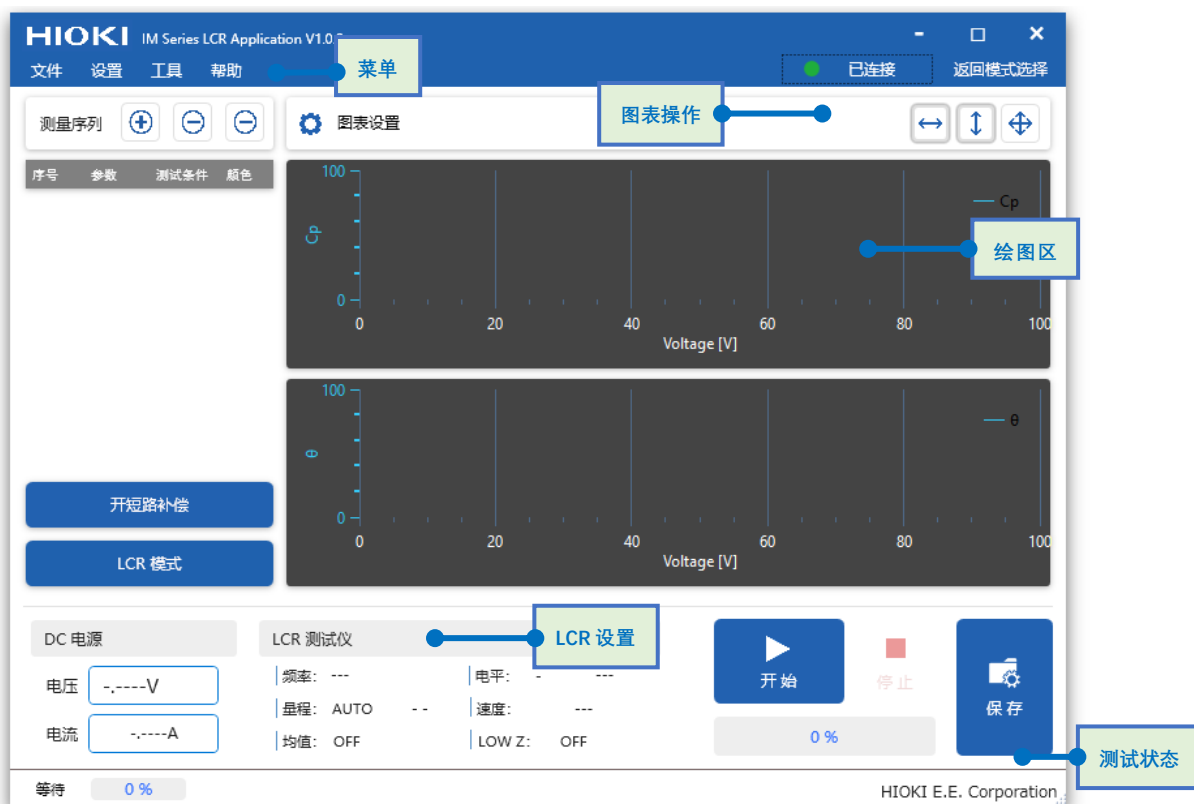 HIOKI IM Series LCR Application V1.0.
文件 设置 工具 帮助 菜单 已连接 返回模式选择
测量序列 图表设置 图表操作
序号 参数 测试条件 颜色
100
Cp
Cp
绘图区
0
0 20 40 60 80 100
Voltage [V]
100
θ
θ
0
0 20 40 60 80 100
Voltage [V]
开短路补偿
LCR 模式
DC 电源 LCR 测试仪 LCR 设置
电压 -.----V
电流 -.----A
频率: --- 电平: - ---
量程: AUTO - - 速度: ---
均值: OFF LOW Z: OFF
开始 停止 保存
0 %
测试状态
等待 0 % HIOKI E.E. Corporation